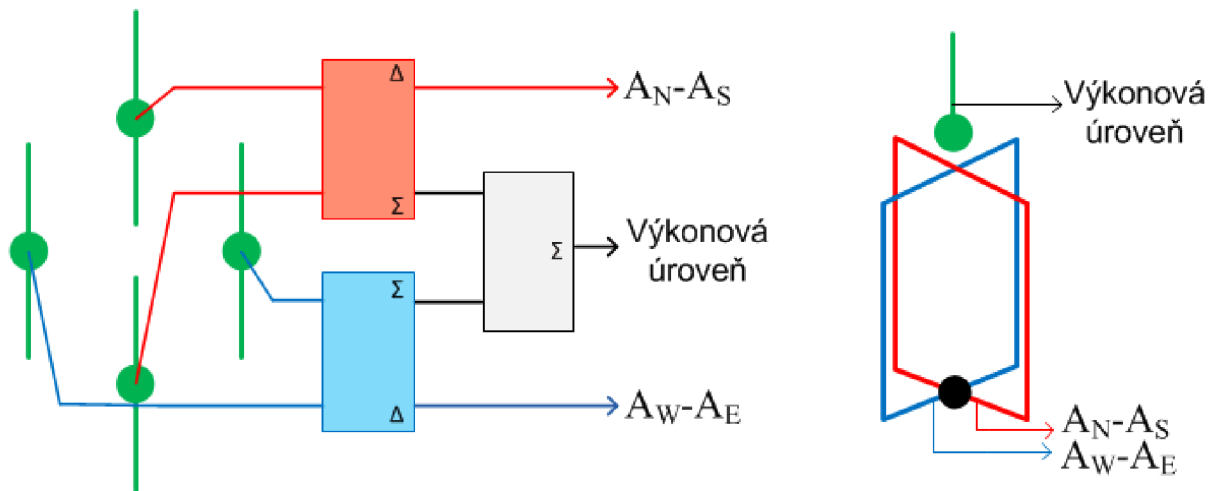 Δ
A_N-A_S
Σ
Σ
Výkonová
úroveň
Σ
Δ
A_W-A_E
Výkonová
úroveň
A_N-A_S
A_W-A_E